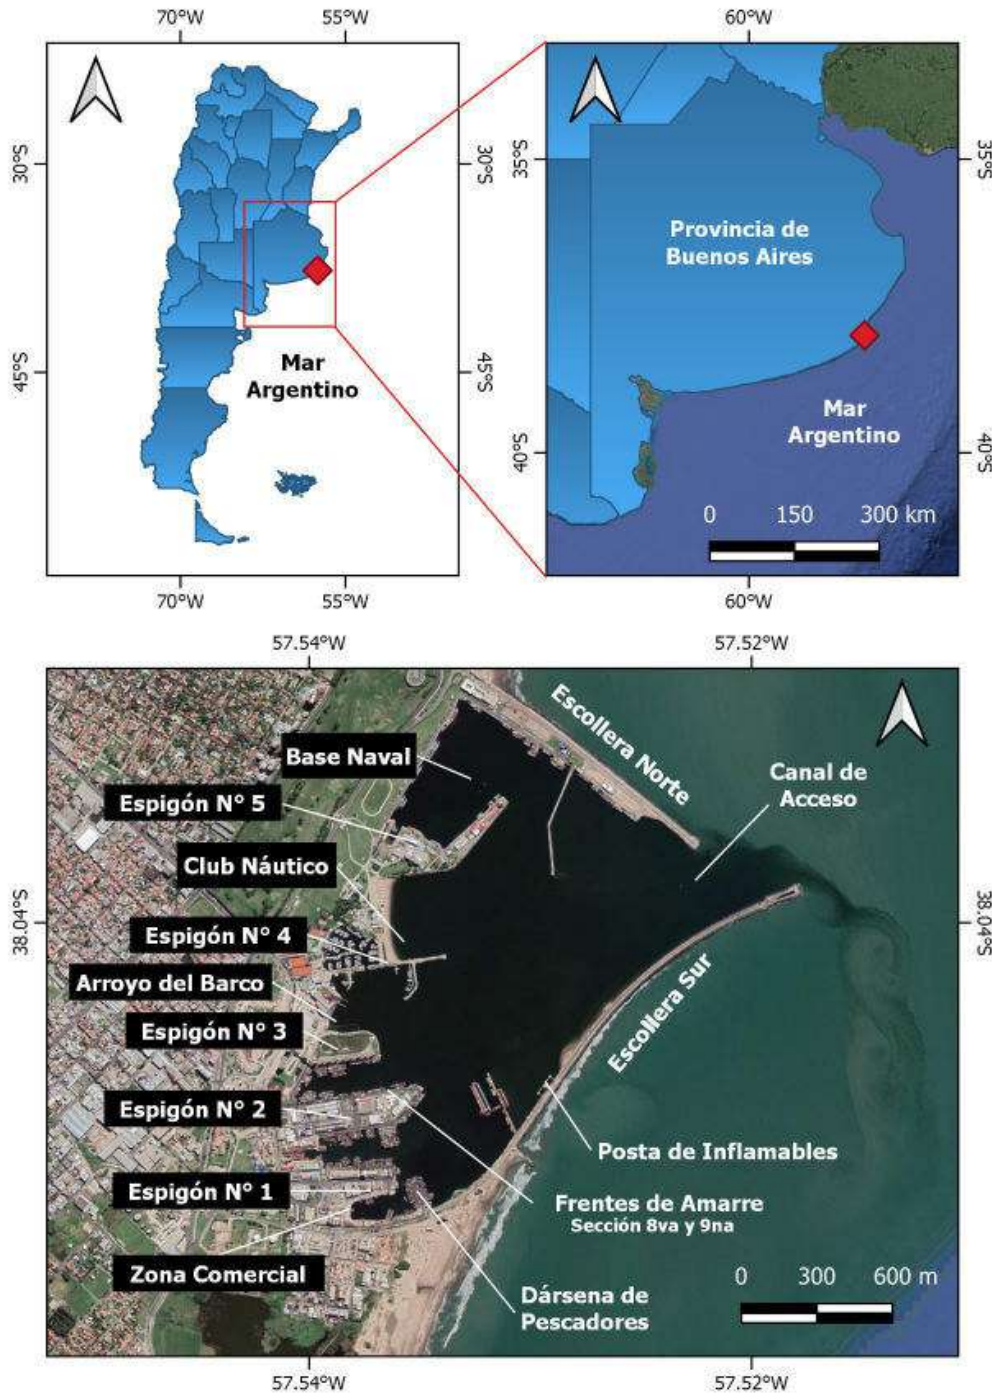 70°W
55°W
60°W
30°S
30°S
35°S
35°S
Provincia de
Buenos Aires
45°S
45°S
Mar
Argentino
Mar
Argentino
40°S
40°S
0 150 300 km
70°W
55°W
60°W
57.54°W
57.52°W
Escollera Norte
Base Naval
Canal de
Acceso
Espigón N° 5
Club Náutico
38.04°S
38.04°S
Espigón N° 4
Arroyo del Barco
Escollera Sur
Espigón N° 3
Espigón N° 2
Posta de Inflamables
Espigón N° 1
Frentes de Amarre
Sección 8va y 9na
Zona Comercial
0 300 600 m
Dársena de
Pescadores
57.54°W
57.52°W